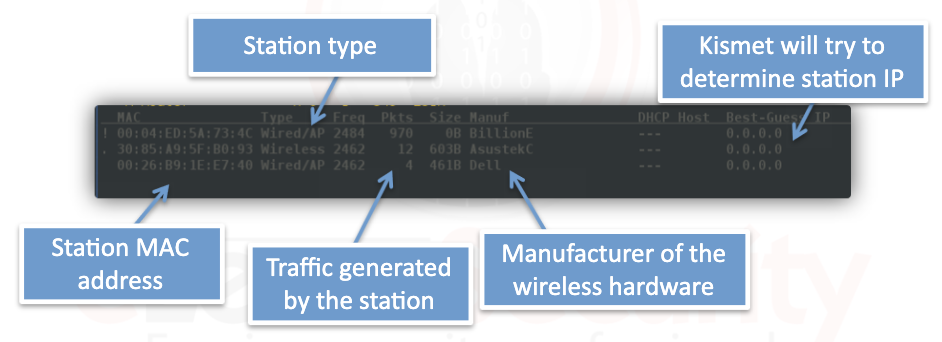 Station type
Kismet will try to
determine station IP
MAC Type Freq Pkts Size Manuf DHCP Host Best-Guess IP
! 00:04:ED:5A:73:4C Wired/AP 2484 970 0B BillionE --- 0.0.0.0
. 30:85:A9:5F:B0:93 Wireless 2462 12 603B AsustekC --- 0.0.0.0
00:26:B9:1E:E7:40 Wired/AP 2462 4 461B Dell --- 0.0.0.0
Station MAC
address
Traffic generated
by the station
Manufacturer of the
wireless hardware